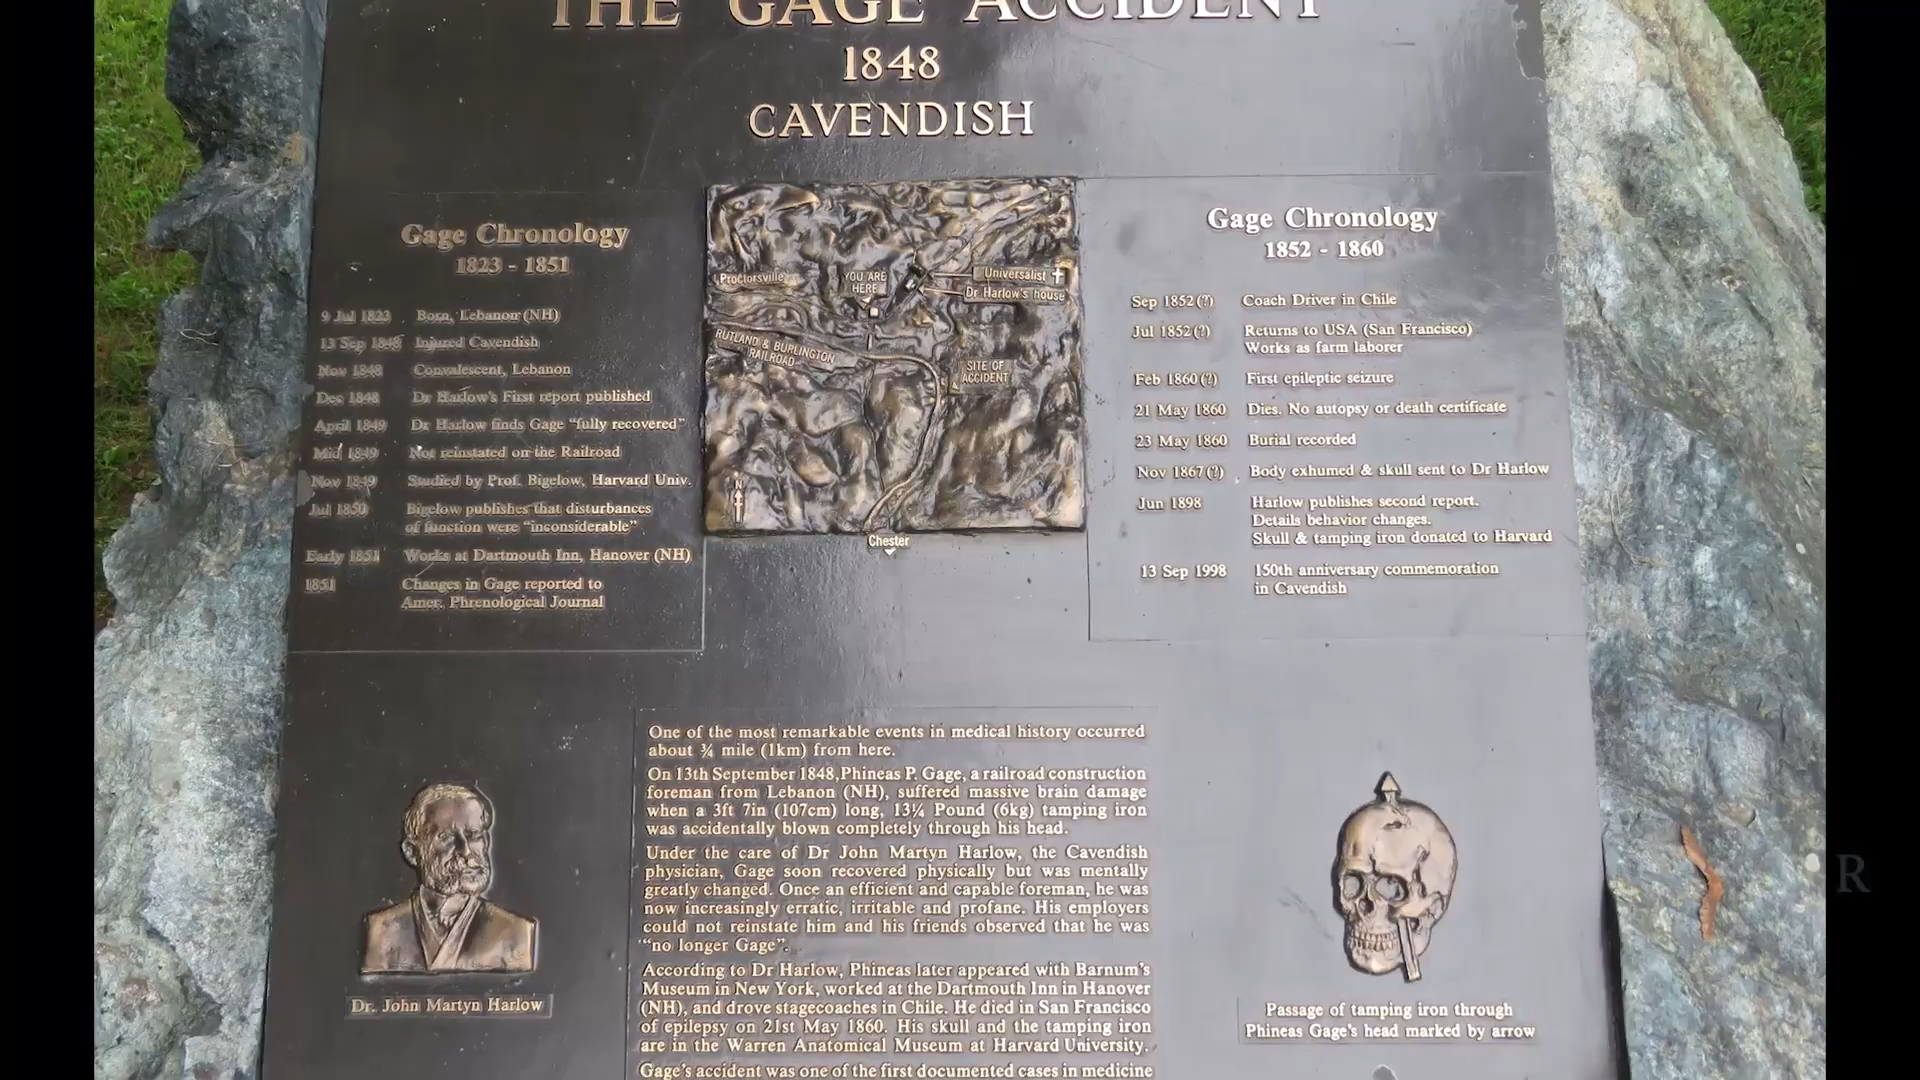 THE GAGE ACCIDENT
1848
CAVENDISH
Gage Chronology
1823 - 1851
9 Jul 1823 Born, Lebanon (NH)
13 Sep 1848 Injured Cavendish
Nov 1848 Convalescent, Lebanon
Dec 1848 Dr Harlow's First report published
April 1849 Dr Harlow finds Gage "fully recovered"
Mid 1849 Not reinstated on the Railroad
Nov 1849 Studied by Prof. Bigelow, Harvard Univ.
Jul 1850 Bigelow publishes that disturbances
of function were "inconsiderable"
Early 1851 Works at Dartmouth Inn, Hanover (NH)
1851 Changes in Gage reported to
Amer. Phrenological Journal
Proctorsville
YOU ARE
HERE
Universalist
Dr Harlow's house
RUTLAND & BURLINGTON
RAILROAD
SITE OF
ACCIDENT
N
Chester
Gage Chronology
1852 - 1860
Sep 1852 (?) Coach Driver in Chile
Jul 1852 (?) Returns to USA (San Francisco)
Works as farm laborer
Feb 1860 (?) First epileptic seizure
21 May 1860 Dies. No autopsy or death certificate
23 May 1860 Burial recorded
Nov 1867 (?) Body exhumed & skull sent to Dr Harlow
Jun 1898 Harlow publishes second report.
Details behavior changes.
Skull & tamping iron donated to Harvard
13 Sep 1998 150th anniversary commemoration
in Cavendish
Dr. John Martyn Harlow
One of the most remarkable events in medical history occurred
about ¾ mile (1km) from here.
On 13th September 1848, Phineas P. Gage, a railroad construction
foreman from Lebanon (NH), suffered massive brain damage
when a 3ft 7in (107cm) long, 13¼ Pound (6kg) tamping iron
was accidentally blown completely through his head.
Under the care of Dr John Martyn Harlow, the Cavendish
physician, Gage soon recovered physically but was mentally
greatly changed. Once an efficient and capable foreman, he was
now increasingly erratic, irritable and profane. His employers
could not reinstate him and his friends observed that he was
"no longer Gage".
According to Dr Harlow, Phineas later appeared with Barnum's
Museum in New York, worked at the Dartmouth Inn in Hanover
(NH), and drove stagecoaches in Chile. He died in San Francisco
of epilepsy on 21st May 1860. His skull and the tamping iron
are in the Warren Anatomical Museum at Harvard University.
Gage's accident was one of the first documented cases in medicine
Passage of tamping iron through
Phineas Gage's head marked by arrow
R